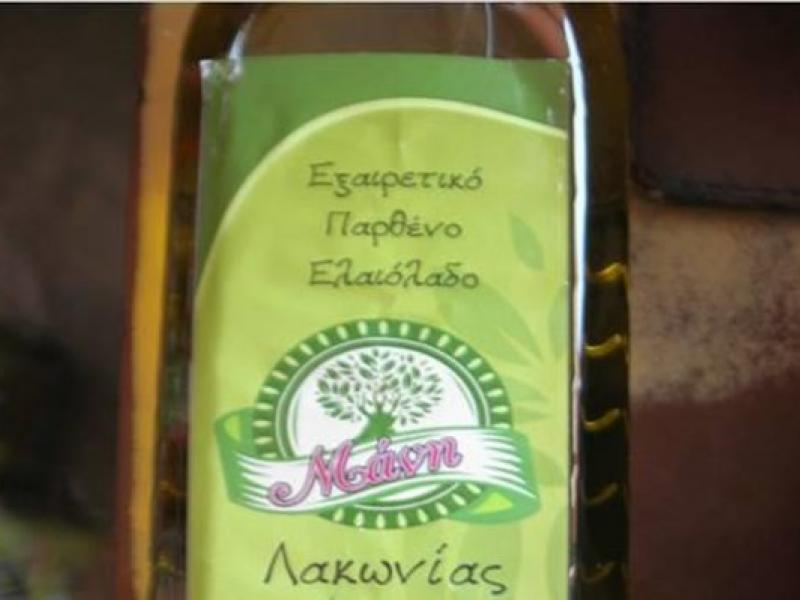 Εξαιρετικό
Παρθένο
Ελαιόλαδο
Μάνη
Λακωνίας